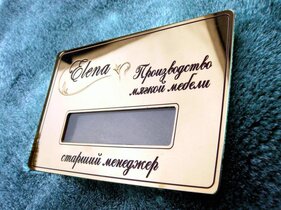 Elena
Производство
мягкой мебели
старший менеджер